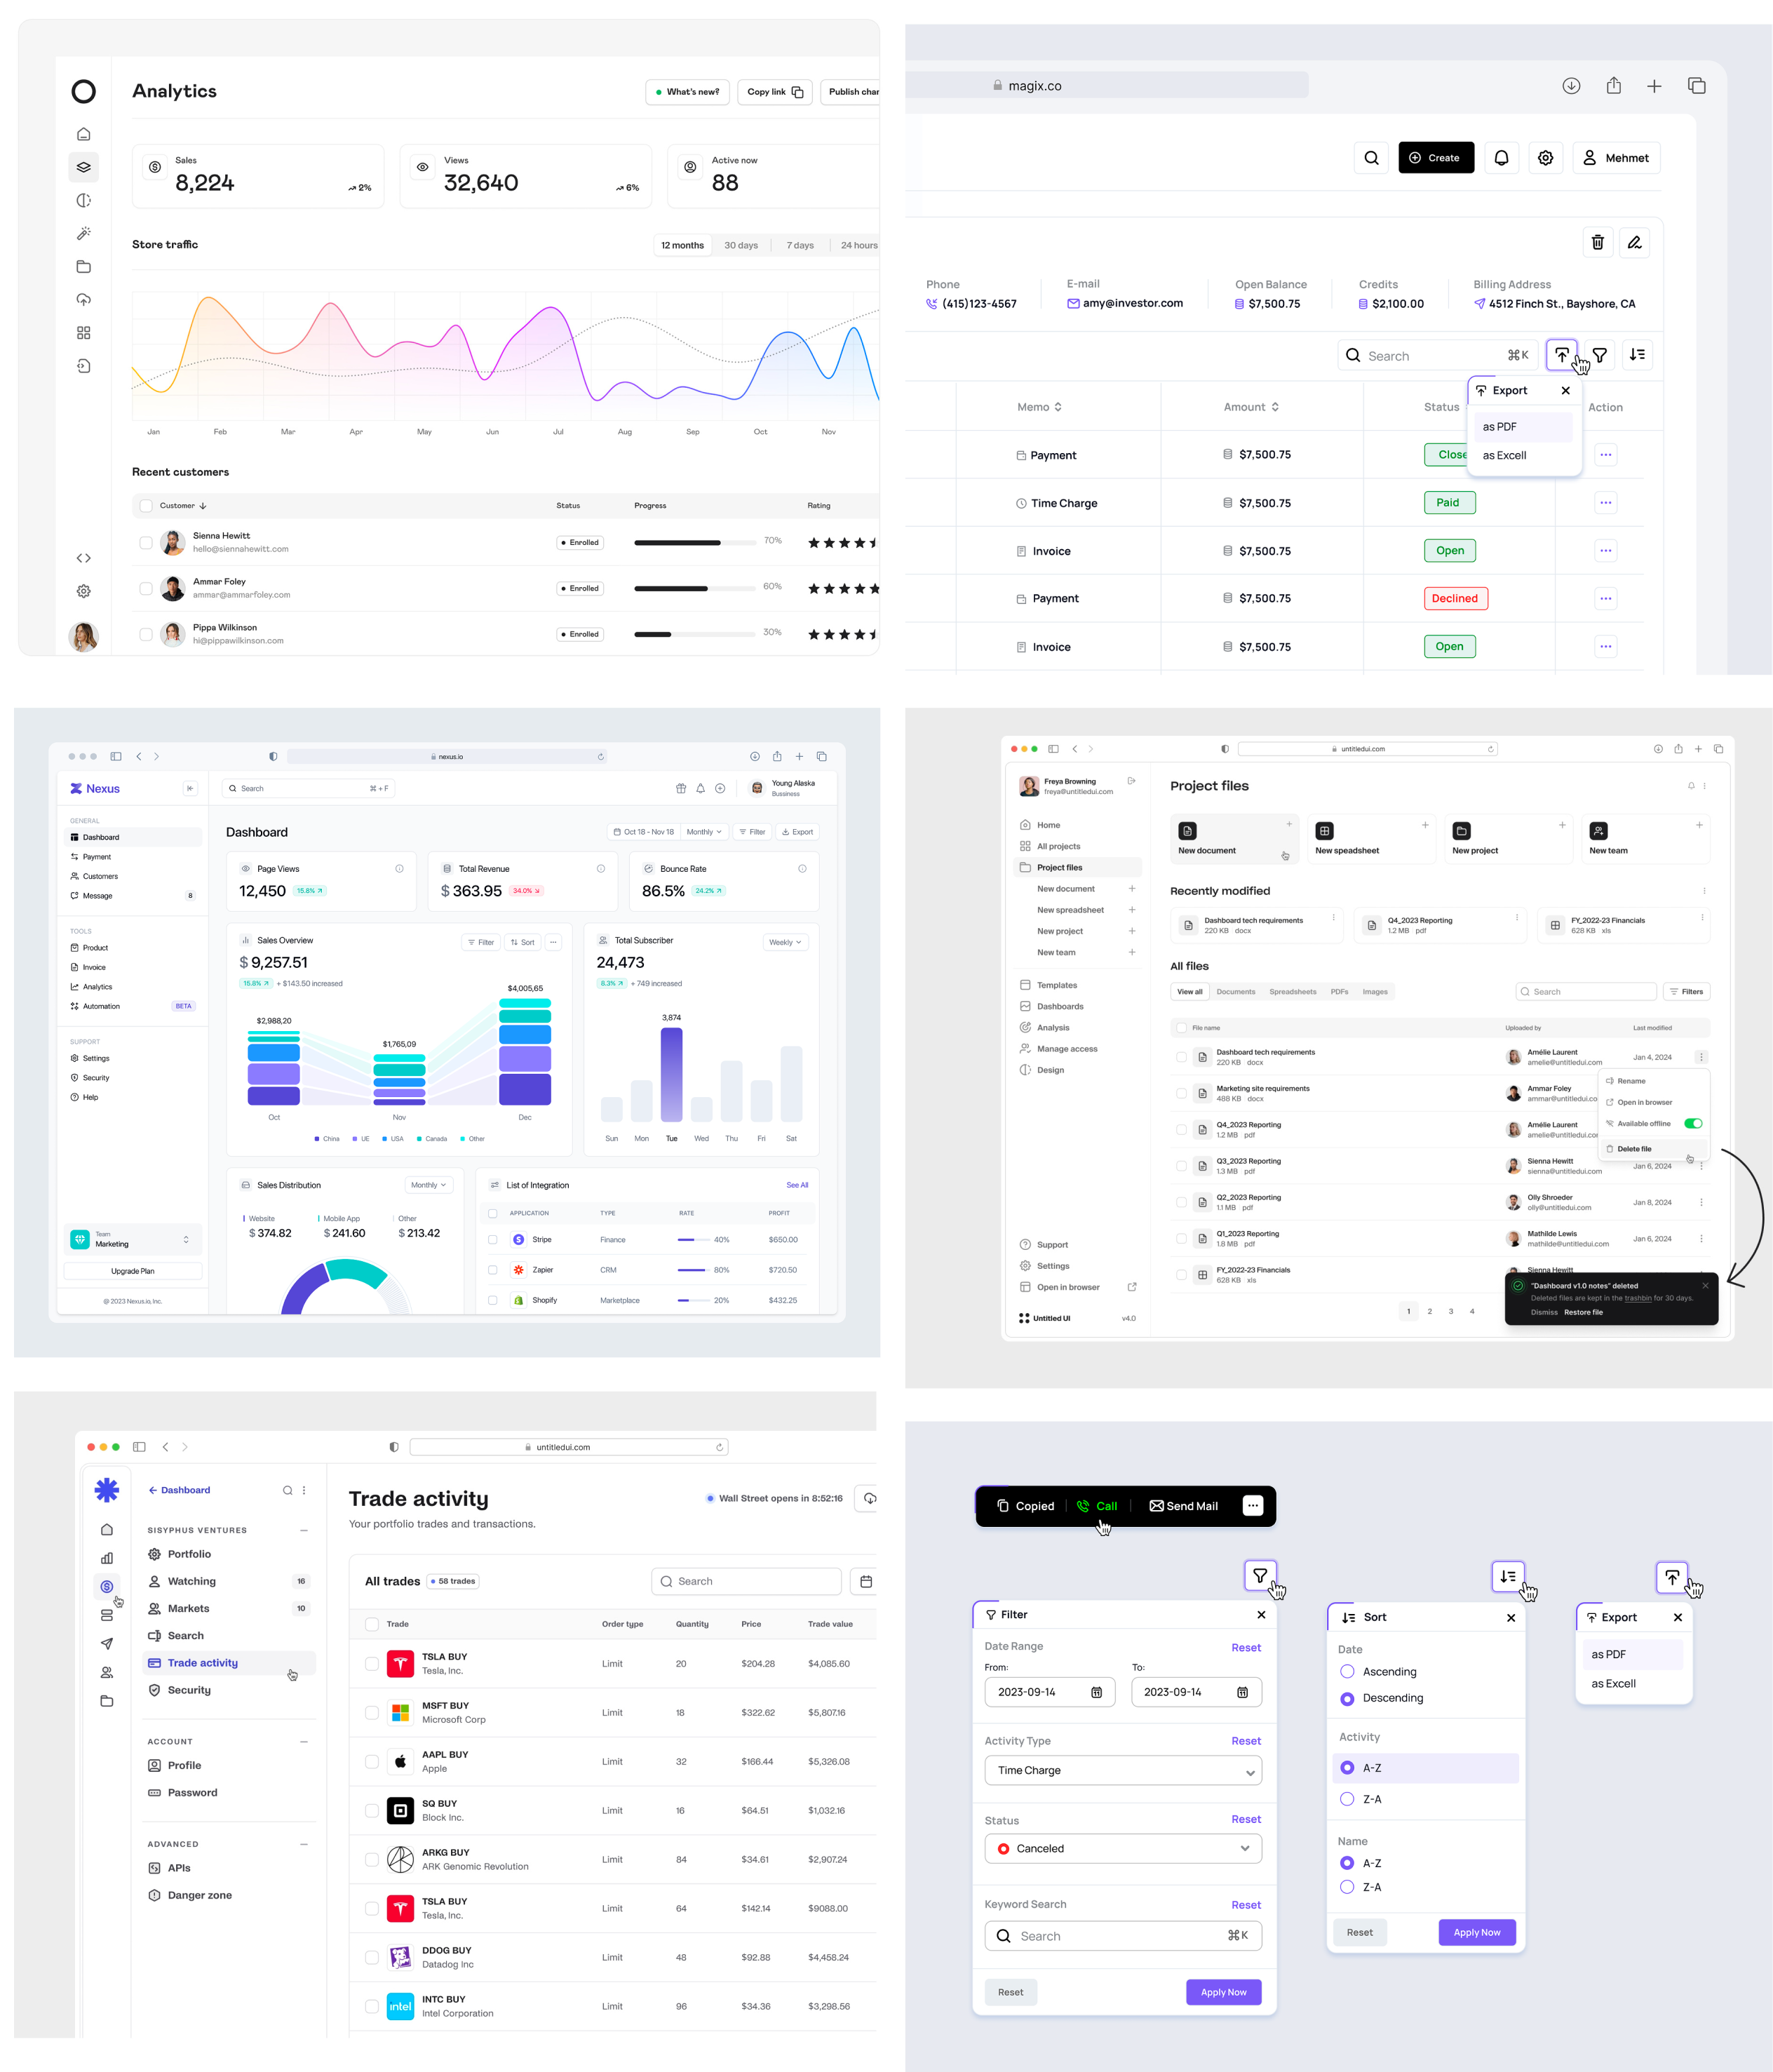 Analytics
What's new?
Copy link
Publish char
Sales
8,224
2%
Views
32,640
6%
Active now
88
Store traffic
12 months
30 days
7 days
24 hours
Jan Feb Mar Apr May Jun Jul Aug Sep Oct Nov
Recent customers
Customer Status Progress Rating
Sienna Hewitt
hello@siennahewitt.com
Enrolled
70%
Ammar Foley
ammar@ammarfoley.com
Enrolled
60%
Pippa Wilkinson
hi@pippawilkinson.com
Enrolled
30%
magix.co
Create
Mehmet
Phone
(415)123-4567
E-mail
amy@investor.com
Open Balance
$7,500.75
Credits
$2,100.00
Billing Address
4512 Finch St., Bayshore, CA
Search
⌘K
Export
as PDF
as Excell
Memo Amount Status Action
Payment $7,500.75 Close
Time Charge $7,500.75 Paid
Invoice $7,500.75 Open
Payment $7,500.75 Declined
Invoice $7,500.75 Open
nexus.io
Nexus
Search
⌘ + F
Young Alaska
Bussiness
GENERAL
Dashboard
Payment
Customers
Message 8
TOOLS
Product
Invoice
Analytics
Automation BETA
SUPPORT
Settings
Security
Help
Team
Marketing
Upgrade Plan
@ 2023 Nexus.io, Inc.
Dashboard
Oct 18 - Nov 18
Monthly
Filter
Export
Page Views
12,450 15.8%
Total Revenue
$ 363.95 34.0%
Bounce Rate
86.5% 24.2%
Sales Overview
Filter
Sort
$ 9,257.51
15.8% + $143.50 increased
$2,988,20
$1,765,09
$4,005,65
Oct Nov Dec
China UE USA Canada Other
Total Subscriber
Weekly
24,473
8.3% + 749 increased
3,874
Sun Mon Tue Wed Thu Fri Sat
Sales Distribution
Monthly
Website
$ 374.82
Mobile App
$ 241.60
Other
$ 213.42
List of Integration
See All
APPLICATION TYPE RATE PROFIT
Stripe Finance 40% $650.00
Zapier CRM 80% $720.50
Shopify Marketplace 20% $432.25
untitledui.com
Freya Browning
freya@untitledui.com
Home
All projects
Project files
New document
New spreadsheet
New project
New team
Templates
Dashboards
Analysis
Manage access
Design
Support
Settings
Open in browser
Untitled UI v4.0
Project files
New document
New speadsheet
New project
New team
Recently modified
Dashboard tech requirements
220 KB docx
Q4_2023 Reporting
1.2 MB pdf
FY_2022-23 Financials
628 KB xls
All files
View all
Documents
Spreadsheets
PDFs
Images
Search
Filters
File name Uploaded by Last modified
Dashboard tech requirements
220 KB docx
Amélie Laurent
amelie@untitledui.com
Jan 4, 2024
Marketing site requirements
488 KB docx
Ammar Foley
ammar@untitledui.co
Q4_2023 Reporting
1.2 MB pdf
Amélie Laurent
amelie@untitledui.co
Q3_2023 Reporting
1.3 MB pdf
Sienna Hewitt
sienna@untitledui.com
Jan 6, 2024
Q2_2023 Reporting
1.1 MB pdf
Olly Shroeder
olly@untitledui.com
Jan 8, 2024
Q1_2023 Reporting
1.8 MB pdf
Mathilde Lewis
mathilde@untitledui.com
Jan 6, 2024
FY_2022-23 Financials
628 KB xls
Sienna Hewitt
Rename
Open in browser
Available offline
Delete file
"Dashboard v1.0 notes" deleted
Deleted files are kept in the trashbin for 30 days.
Dismiss Restore file
1 2 3 4
untitledui.com
Dashboard
SISYPHUS VENTURES
Portfolio
Watching 16
Markets 10
Search
Trade activity
Security
ACCOUNT
Profile
Password
ADVANCED
APIs
Danger zone
Trade activity
Your portfolio trades and transactions.
Wall Street opens in 8:52:16
All trades
58 trades
Search
Trade Order type Quantity Price Trade value
TSLA BUY
Tesla, Inc.
Limit 20 $204.28 $4,085.60
MSFT BUY
Microsoft Corp
Limit 18 $322.62 $5,807.16
AAPL BUY
Apple
Limit 32 $166.44 $5,326.08
SQ BUY
Block Inc.
Limit 16 $64.51 $1,032.16
ARKG BUY
ARK Genomic Revolution
Limit 84 $34.61 $2,907.24
TSLA BUY
Tesla, Inc.
Limit 64 $142.14 $9088.00
DDOG BUY
Datadog Inc
Limit 48 $92.88 $4,458.24
intel
INTC BUY
Intel Corporation
Limit 96 $34.36 $3,298.56
Copied
Call
Send Mail
Filter
Date Range Reset
From: To:
2023-09-14 2023-09-14
Activity Type Reset
Time Charge
Status Reset
Canceled
Keyword Search Reset
Search
⌘K
Reset
Apply Now
Sort
Date
Ascending
Descending
Activity
A-Z
Z-A
Name
A-Z
Z-A
Reset
Apply Now
Export
as PDF
as Excell